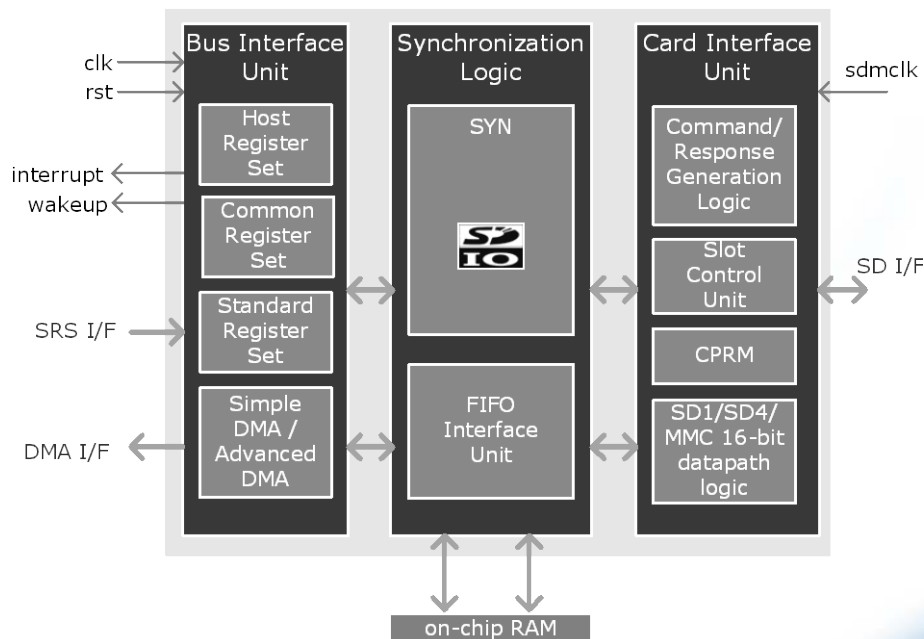 Bus Interface
Unit
Synchronization
Logic
Card Interface
Unit
clk
rst
interrupt
wakeup
SRS I/F
DMA I/F
Host
Register
Set
Common
Register
Set
Standard
Register
Set
Simple
DMA /
Advanced
DMA
SYN
SD
IO
FIFO
Interface
Unit
Command/
Response
Generation
Logic
Slot
Control
Unit
CPRM
SD1/SD4/
MMC 16-bit
datapath
logic
sdmclk
SD I/F
on-chip RAM